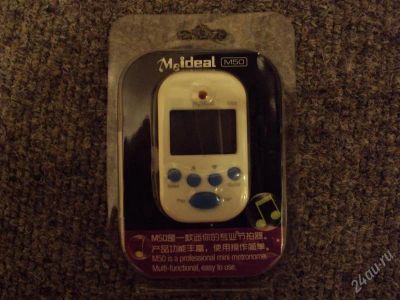 Meideal M50
M50是一款迷你的专业节拍器。
产品功能丰富，使用操作简单。
M50 is a professional mini metronome.
Multi-functional, easy to use.
24au.ru